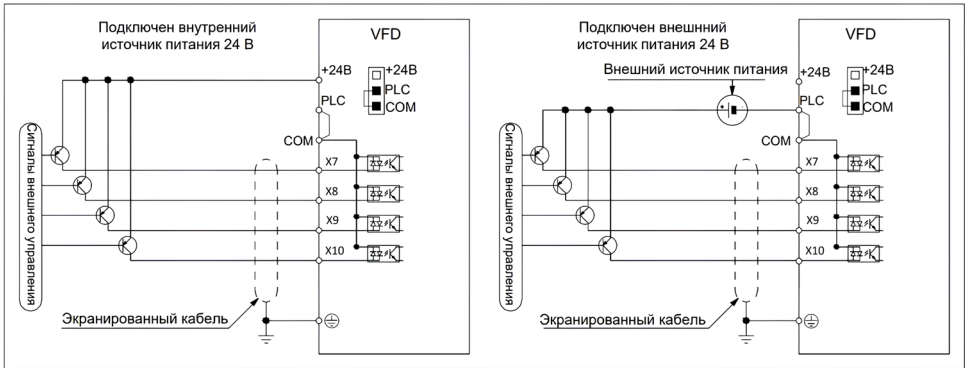 Подключен внутренний
источник питания 24 В
VFD
+24В
+24В
PLC
PLC
COM
COM
X7
X8
X9
X10
Сигналы внешнего управления
Экранированный кабель
Подключен внешнний
источник питания 24 В
VFD
Внешний источник питания
+24В
+24В
PLC
PLC
COM
COM
X7
X8
X9
X10
Сигналы внешнего управления
Экранированный кабель